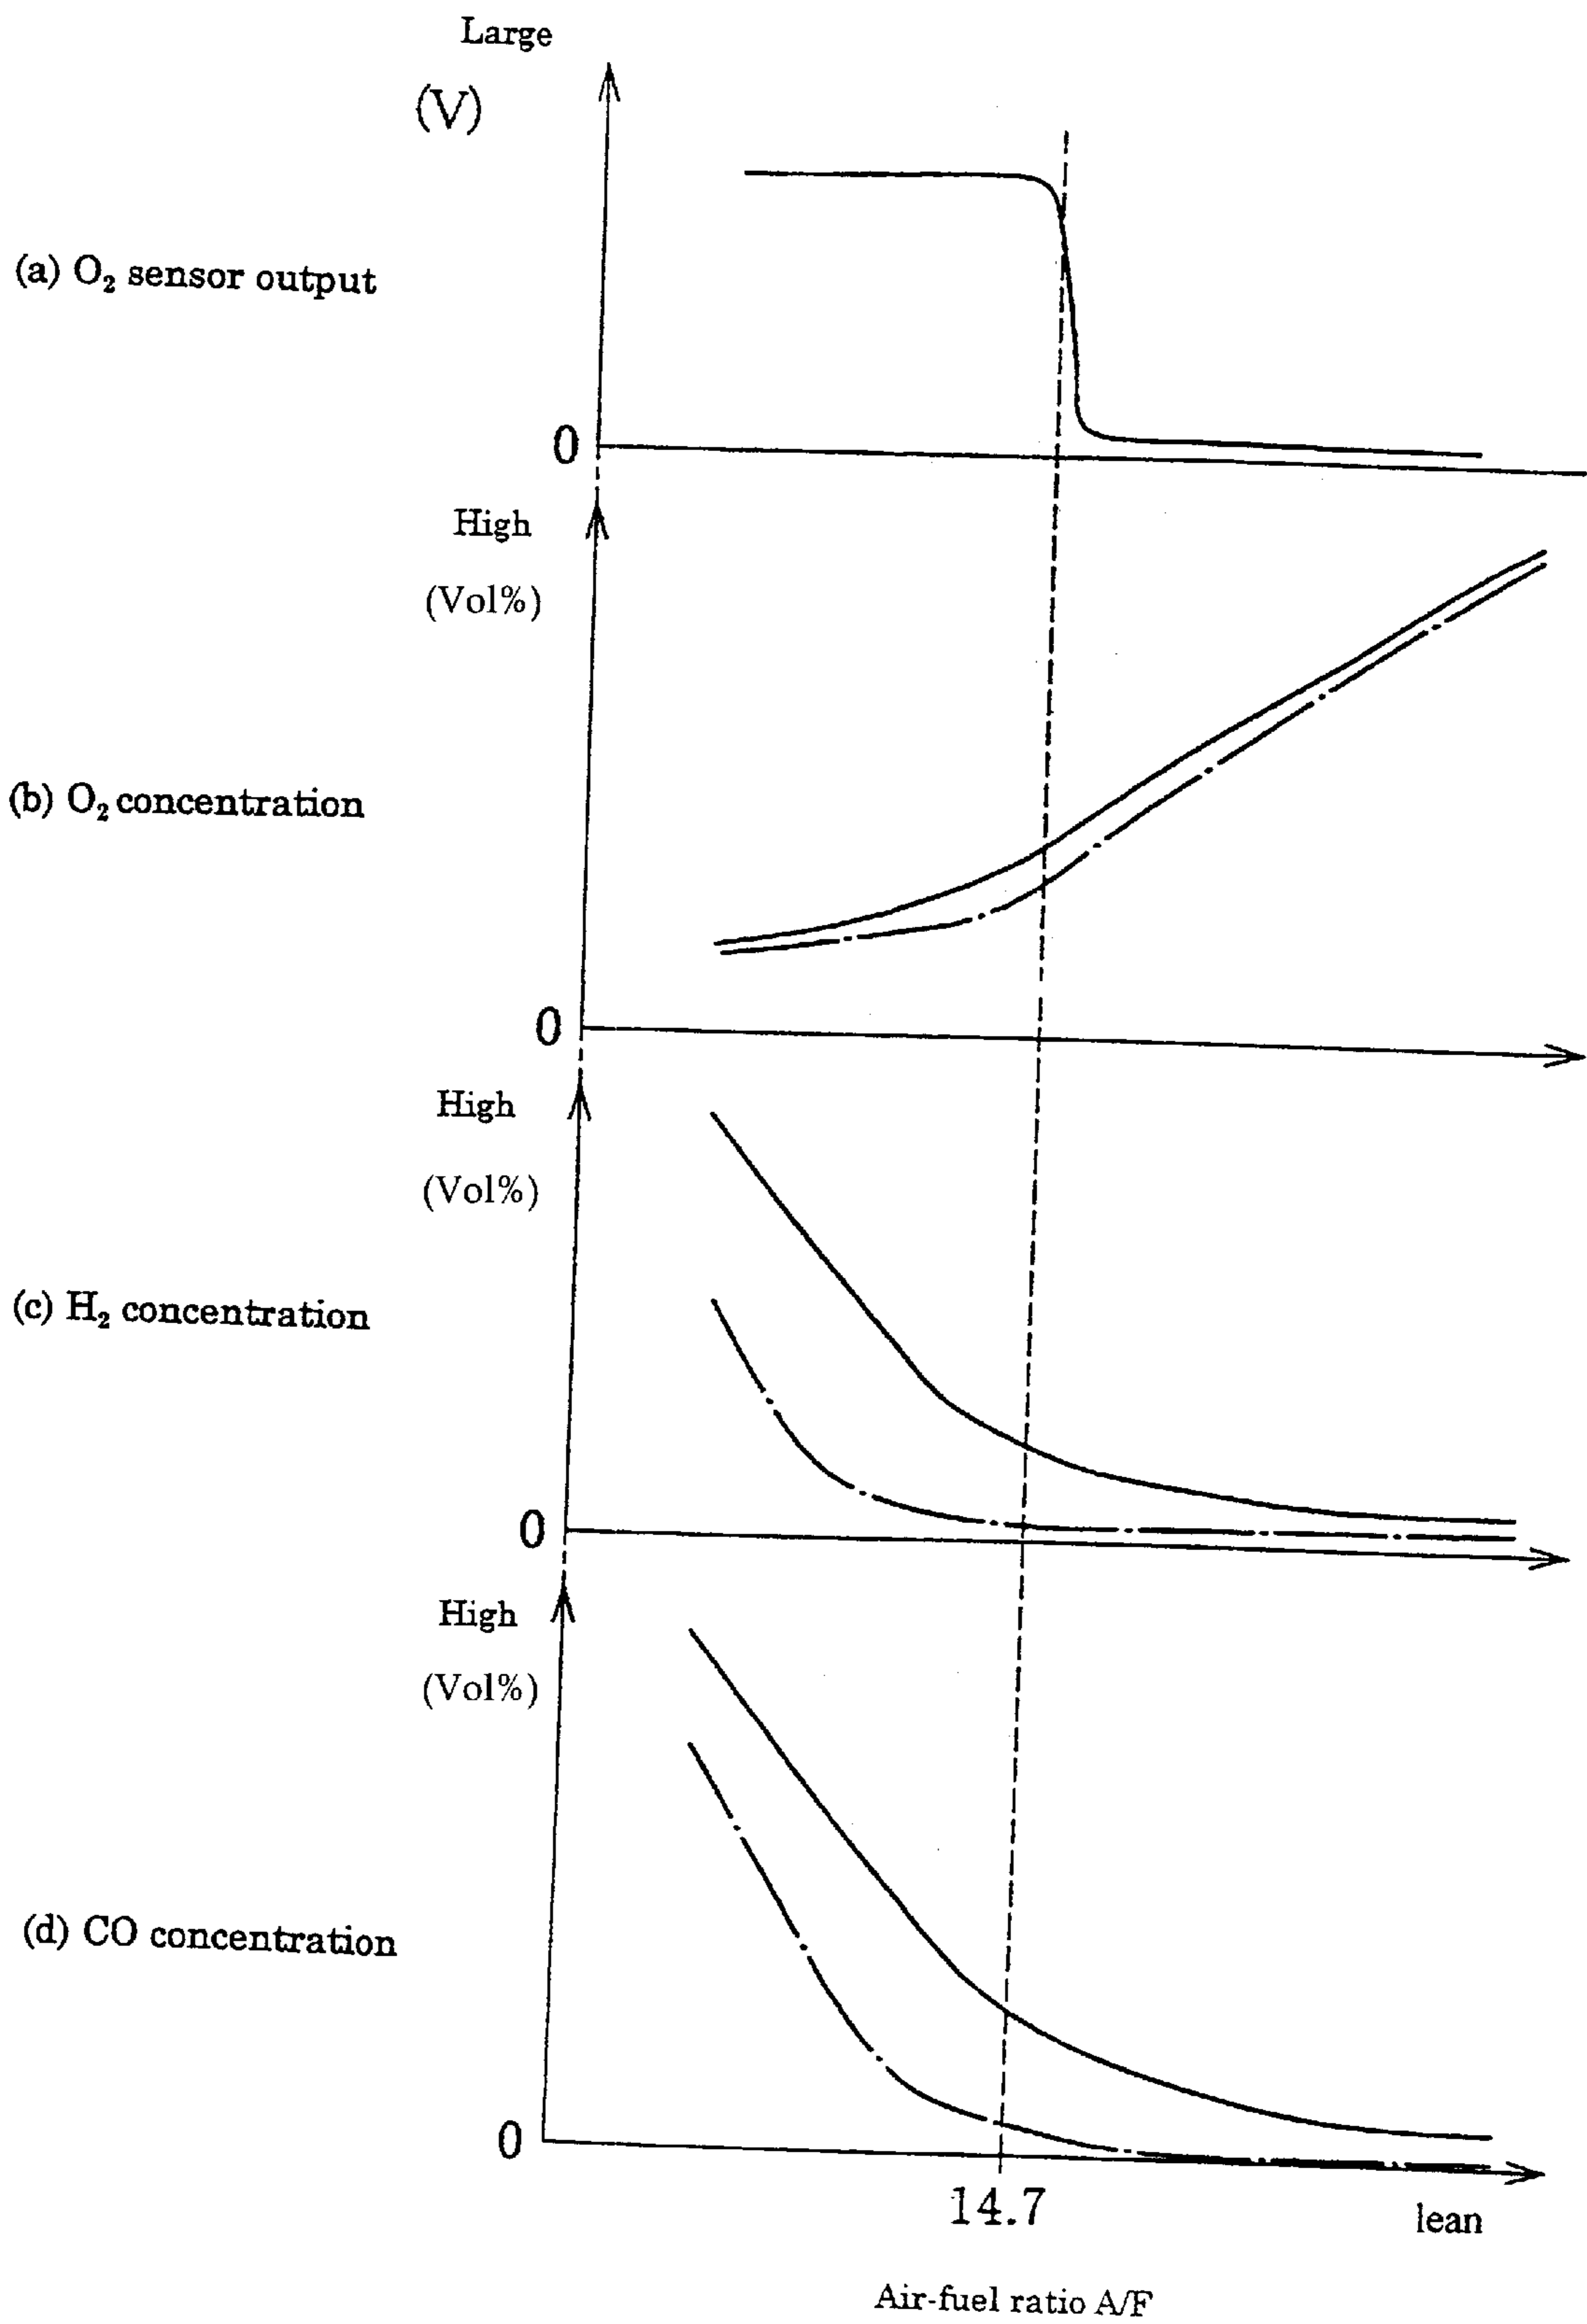 Large
(V)
(a) O₂ sensor output
0
High
(Vol%)
(b) O₂ concentration
0
High
(Vol%)
(c) H₂ concentration
0
High
(Vol%)
(d) CO concentration
0
14.7
lean
Air-fuel ratio A/F